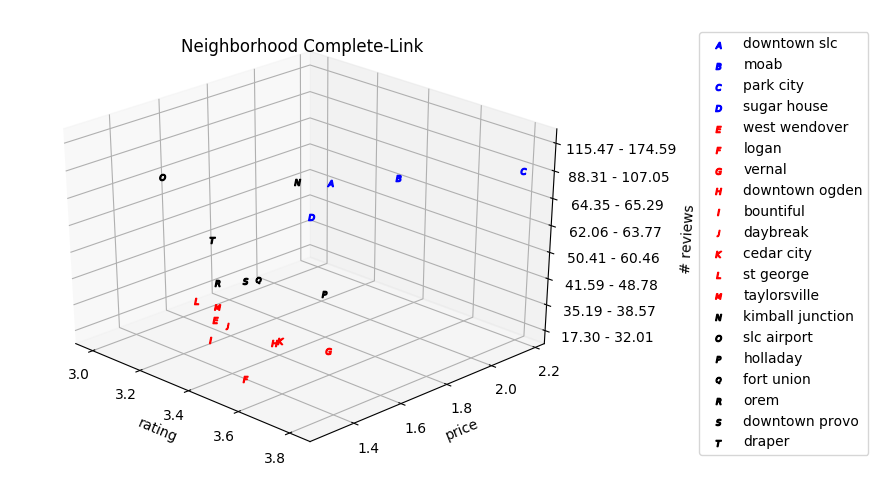 Neighborhood Complete-Link
A downtown slc
B moab
C park city
D sugar house
E west wendover
F logan
G vernal
H downtown ogden
I bountiful
J daybreak
K cedar city
L st george
M taylorsville
N kimball junction
O slc airport
P holladay
Q fort union
R orem
S downtown provo
T draper
115.47 - 174.59
88.31 - 107.05
64.35 - 65.29
62.06 - 63.77
50.41 - 60.46
41.59 - 48.78
35.19 - 38.57
17.30 - 32.01
# reviews
O
N
A
B
C
D
T
R
S
Q
P
L
M
E
J
I
H
K
G
F
3.0
3.2
3.4
3.6
3.8
rating
1.4
1.6
1.8
2.0
2.2
price